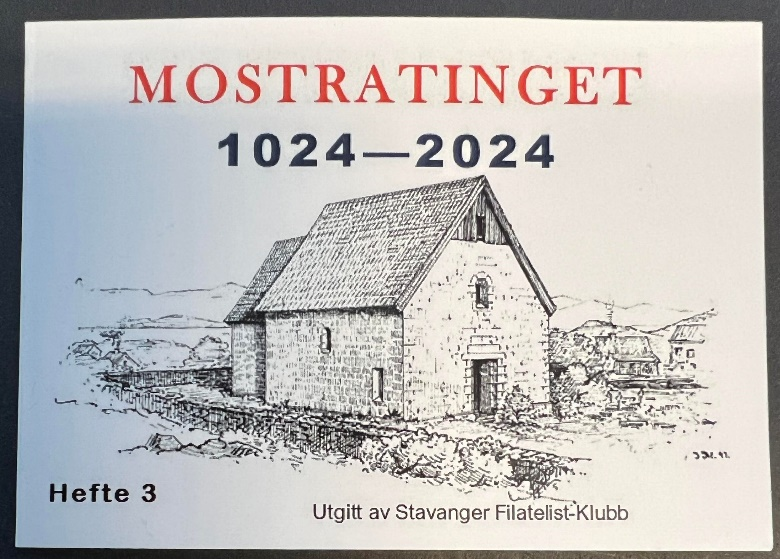 MOSTRATINGET
1024—2024
Hefte 3
Utgitt av Stavanger Filatelist-Klubb